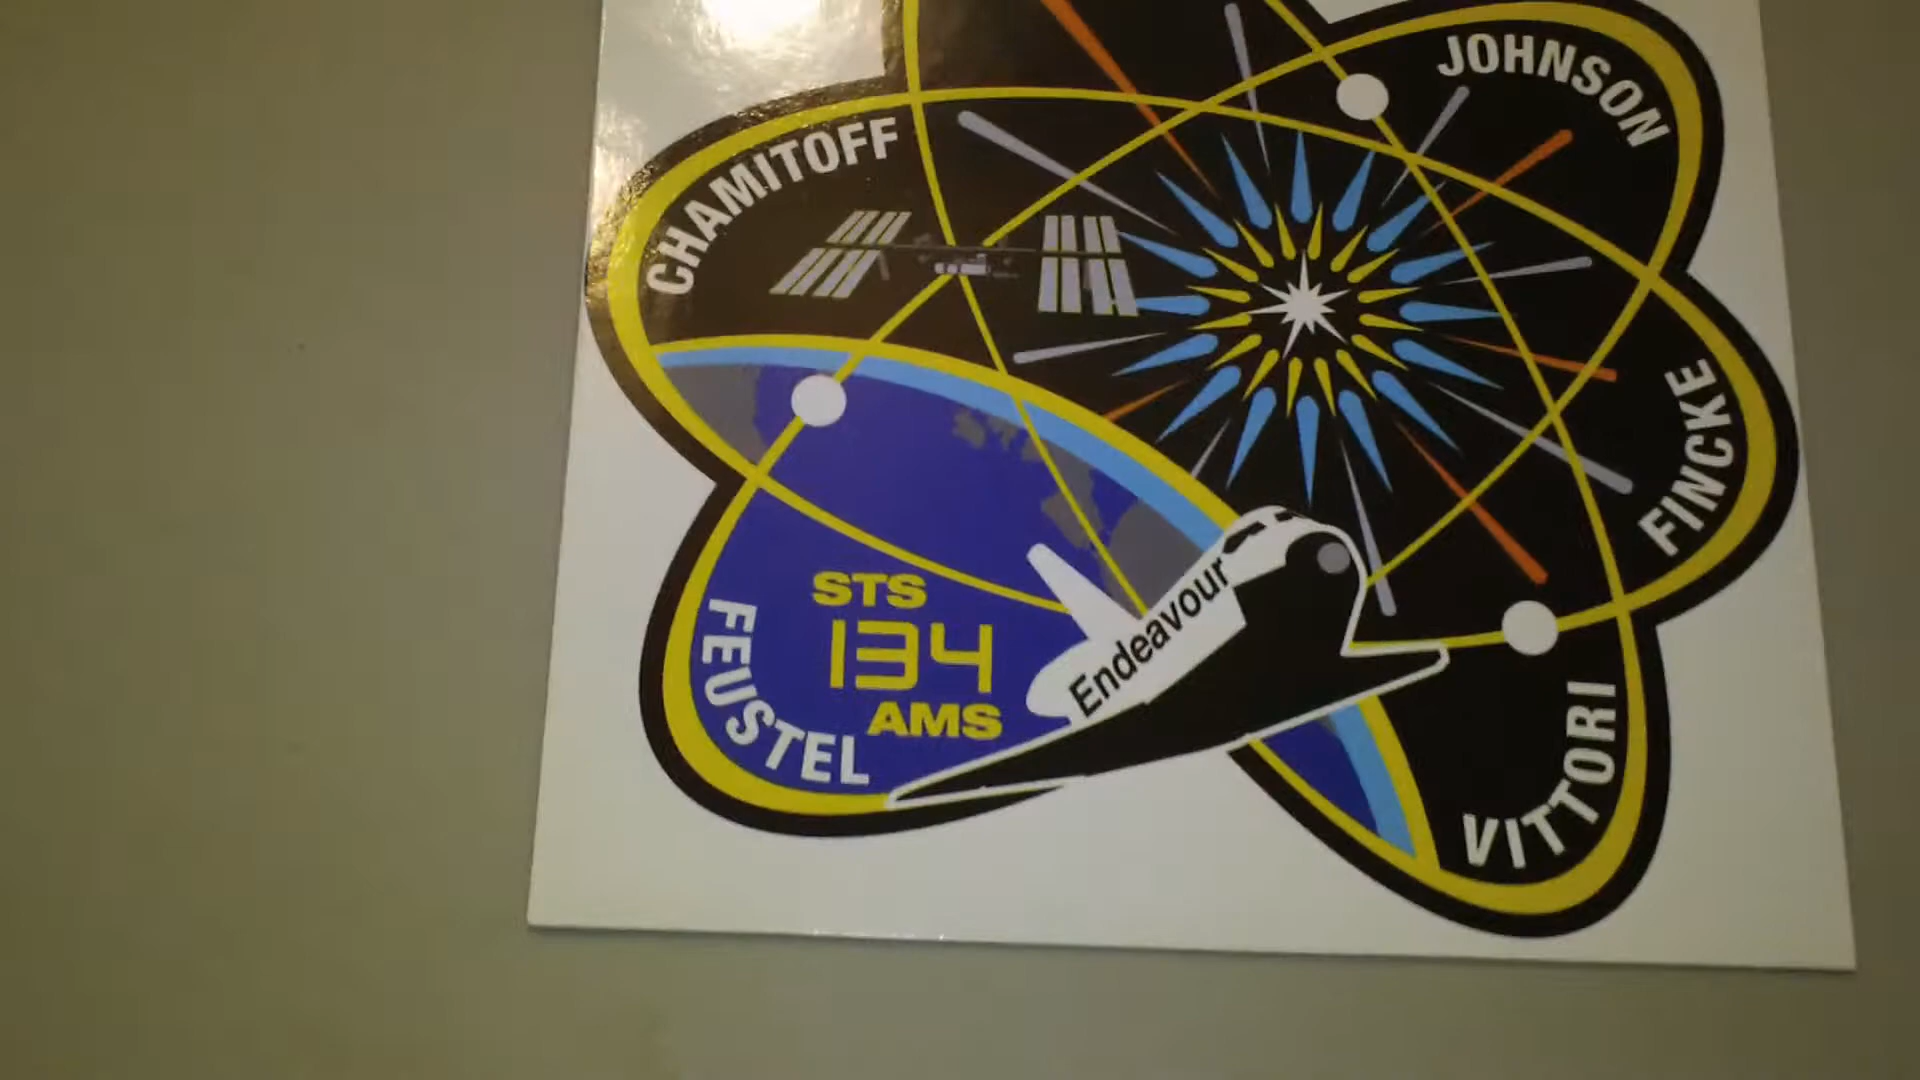 JOHNSON
CHAMITOFF
FINCKE
Endeavour
STS
134
AMS
FEUSTEL
VITTORI